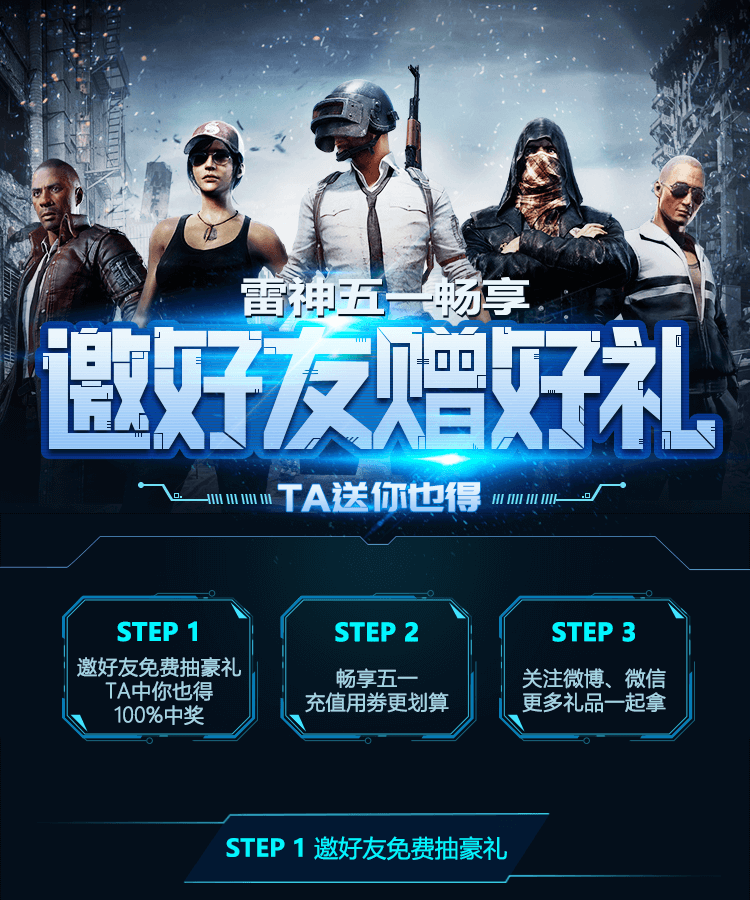 雷神五一畅享
邀好友赠好礼
TA送你也得
STEP 1
邀好友免费抽豪礼
TA中你也得
100%中奖
STEP 2
畅享五一
充值用券更划算
STEP 3
关注微博、微信
更多礼品一起拿
STEP 1 邀好友免费抽豪礼